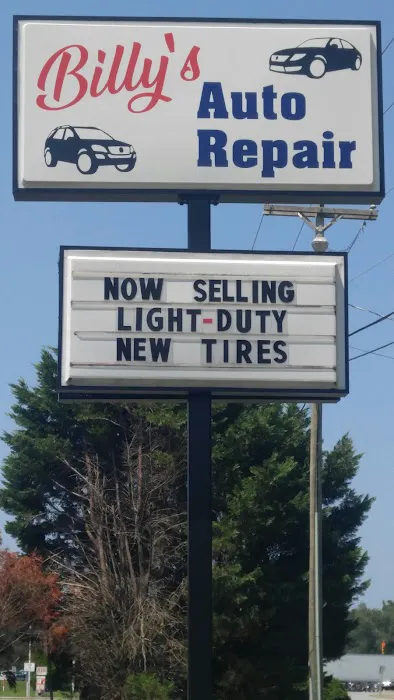 Billy's
Auto
Repair
NOW SELLING
LIGHT-DUTY
NEW TIRES